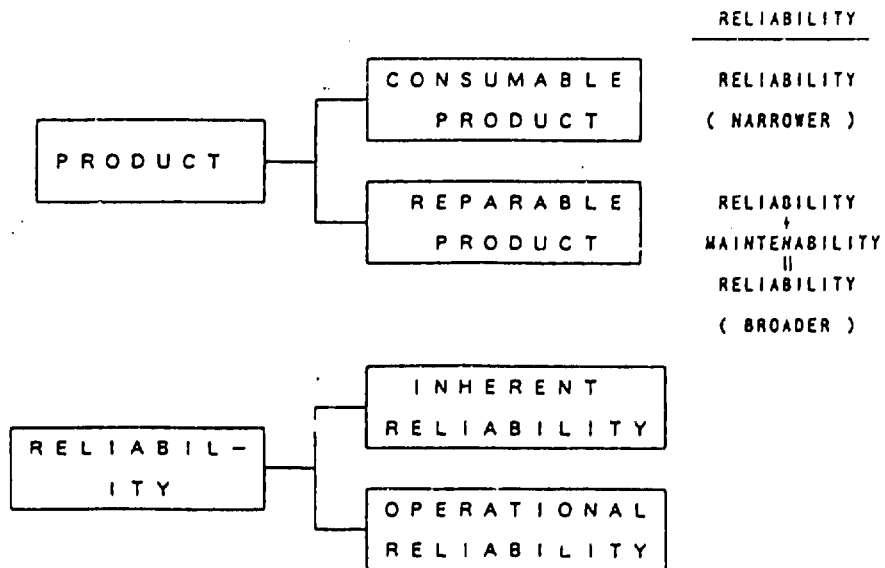 RELIABILITY
CONSUMABLE
PRODUCT
RELIABILITY
( NARROWER )
PRODUCT
REPARABLE
PRODUCT
RELIABILITY
+
MAINTENABILITY
||
RELIABILITY
( BROADER )
INHERENT
RELIABILITY
RELIABIL-
ITY
OPERATIONAL
RELIABILITY